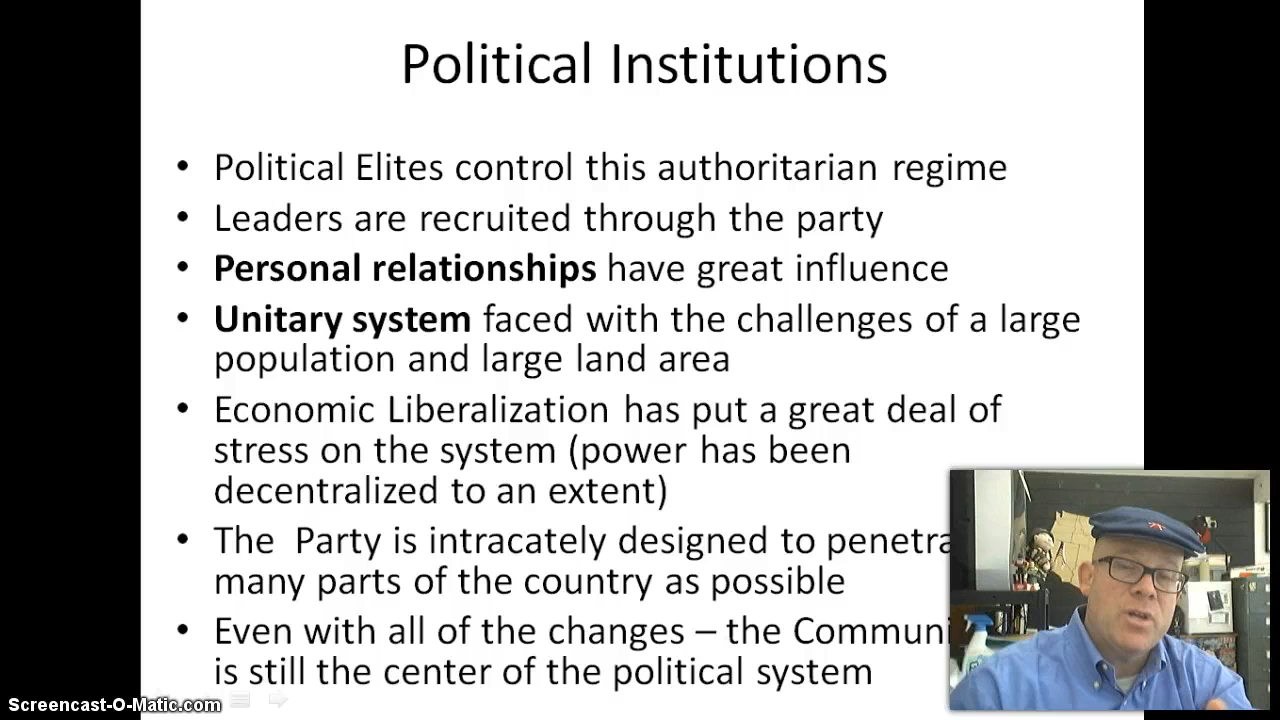 Political Institutions
• Political Elites control this authoritarian regime
• Leaders are recruited through the party
• Personal relationships have great influence
• Unitary system faced with the challenges of a large
population and large land area
• Economic Liberalization has put a great deal of
stress on the system (power has been
decentralized to an extent)
• The Party is intracately designed to penetra
many parts of the country as possible
• Even with all of the changes – the Communi
is still the center of the political system
Screencast-O-Matic.com